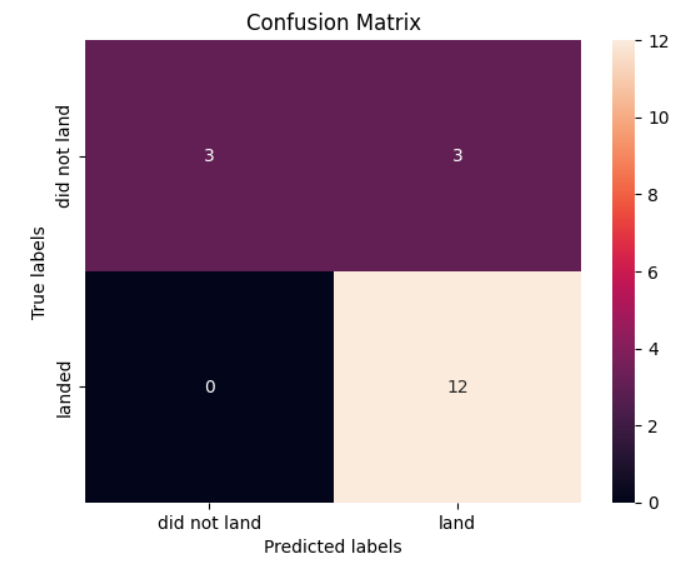 Confusion Matrix
did not land
landed
True labels
3
3
0
12
did not land
land
Predicted labels
12
10
8
6
4
2
0